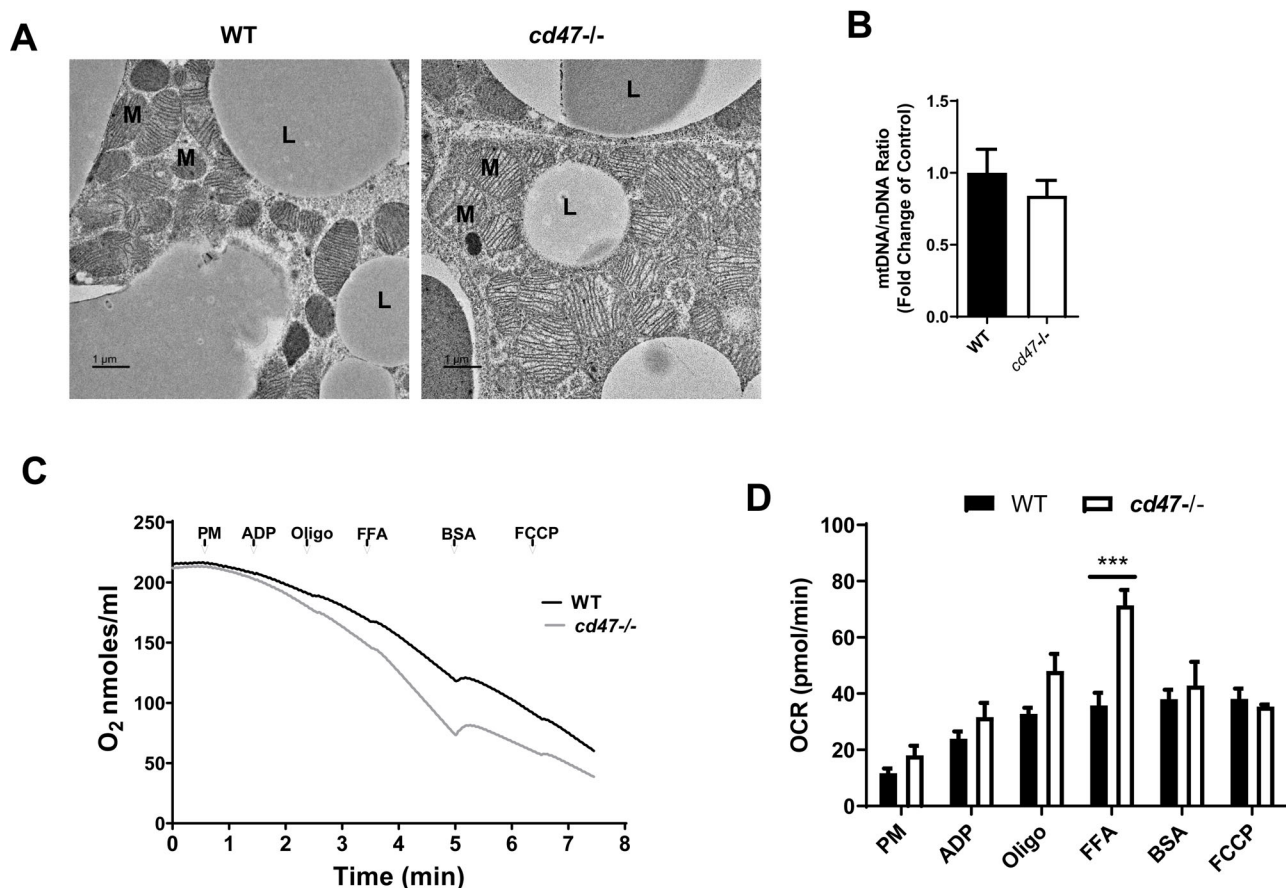 A
WT
cd47-/-
M
M
L
L
1 µm
L
M
M
L
1 µm
B
mtDNA/nDNA Ratio
(Fold Change of Control)
1.5
1.0
0.5
0.0
WT
cd47-/-
C
O2 nmoles/ml
250
200
150
100
50
0
PM ADP Oligo FFA BSA FCCP
WT
cd47-/-
0 1 2 3 4 5 6 7 8
Time (min)
D
WT cd47-/-
OCR (pmol/min)
100
80
60
40
20
0
***
PM ADP Oligo FFA BSA FCCP